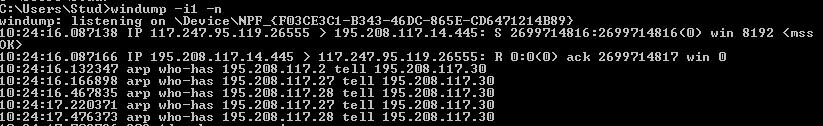 C:\Users\Stud>windump -i1 -n
windump: listening on \Device\NPF_{F03CE3C1-B343-46DC-865E-CD6471214B89}
10:24:16.087138 IP 117.247.95.119.26555 > 195.208.117.14.445: S 2699714816:2699714816(0) win 8192 <mss
OK>
10:24:16.087166 IP 195.208.117.14.445 > 117.247.95.119.26555: R 0:0(0) ack 2699714817 win 0
10:24:16.132347 arp who-has 195.208.117.2 tell 195.208.117.30
10:24:16.166898 arp who-has 195.208.117.27 tell 195.208.117.30
10:24:16.467835 arp who-has 195.208.117.28 tell 195.208.117.30
10:24:17.220371 arp who-has 195.208.117.27 tell 195.208.117.30
10:24:17.476373 arp who-has 195.208.117.28 tell 195.208.117.30